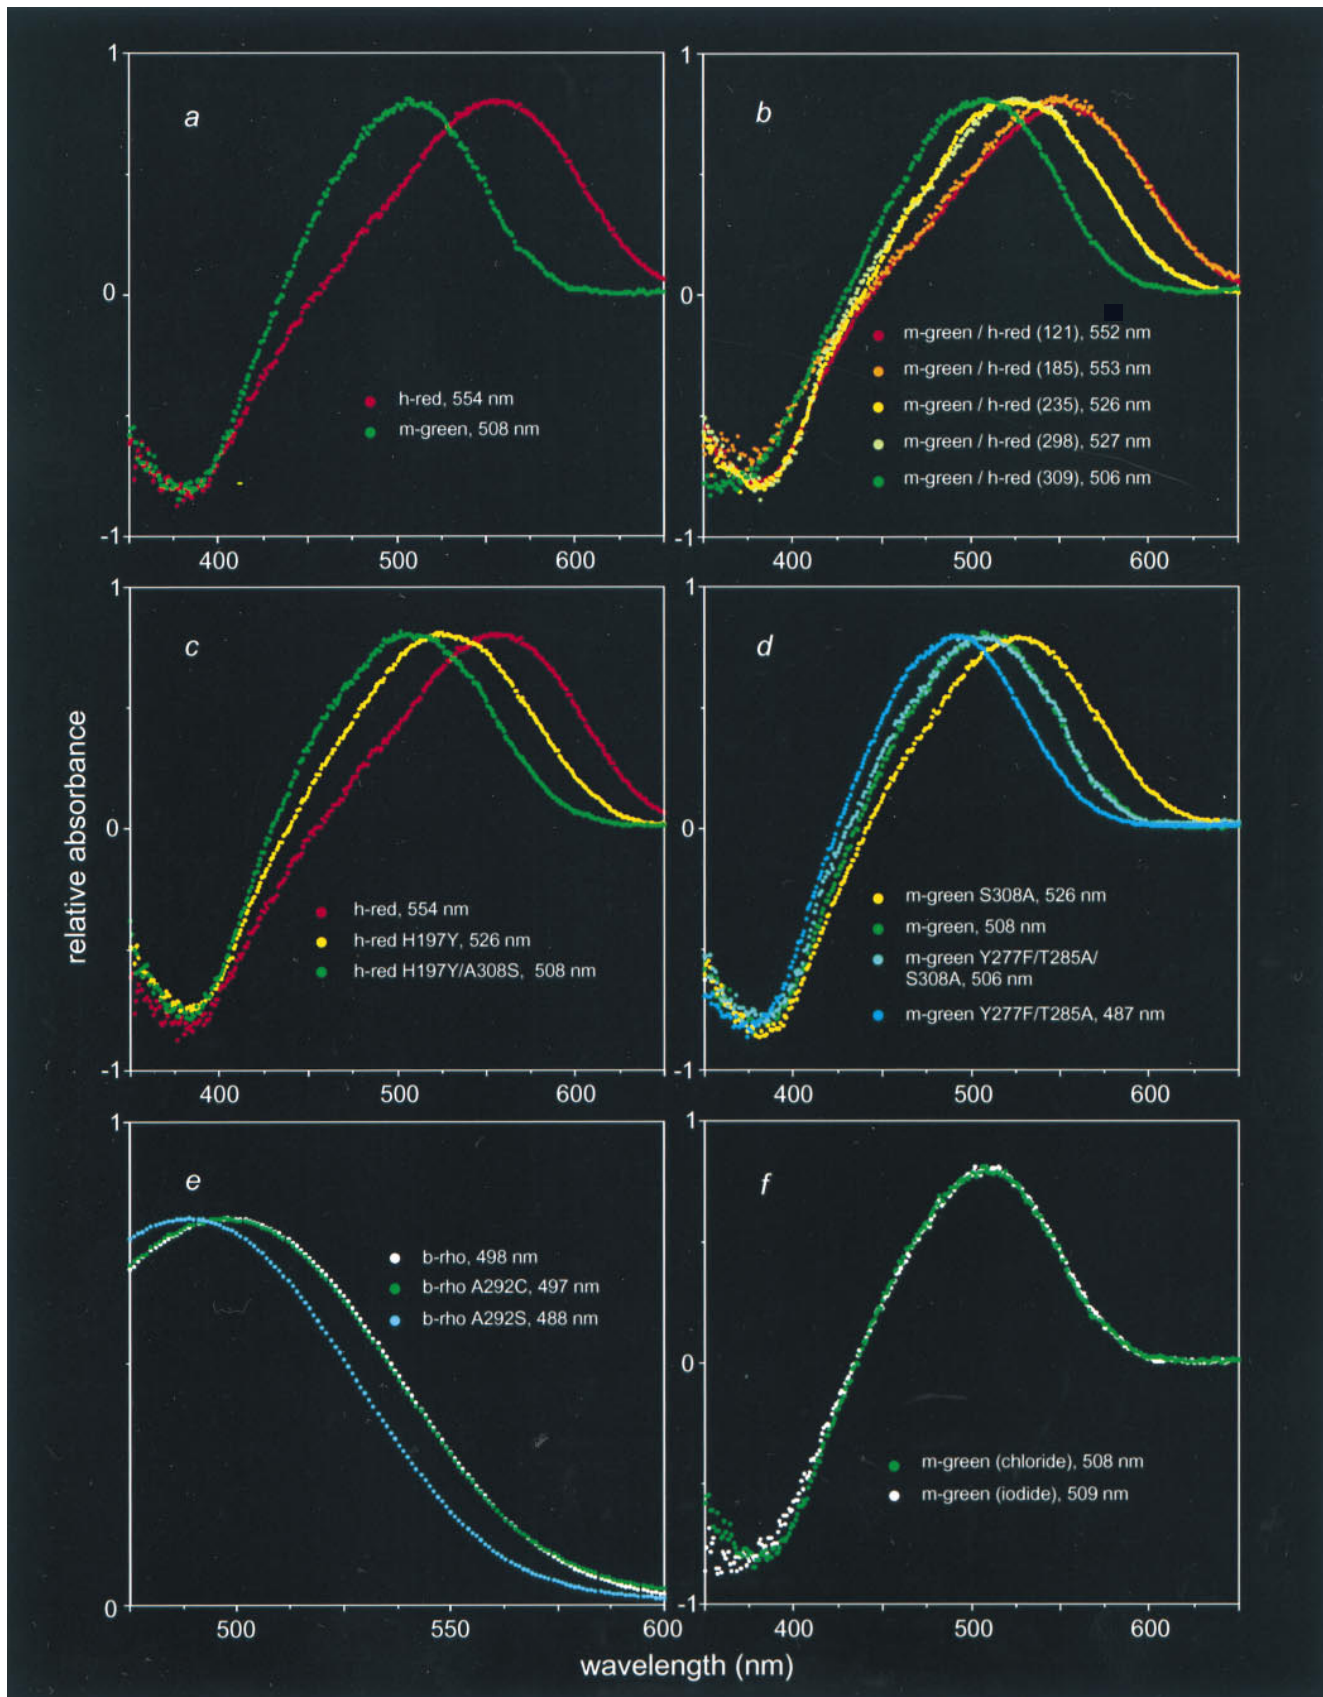 1
a
0
-1
h-red, 554 nm
m-green, 508 nm
400
500
600
1
b
0
-1
m-green / h-red (121), 552 nm
m-green / h-red (185), 553 nm
m-green / h-red (235), 526 nm
m-green / h-red (298), 527 nm
m-green / h-red (309), 506 nm
400
500
600
relative absorbance
1
c
0
-1
h-red, 554 nm
h-red H197Y, 526 nm
h-red H197Y/A308S, 508 nm
400
500
600
1
d
0
-1
m-green S308A, 526 nm
m-green, 508 nm
m-green Y277F/T285A/
S308A, 506 nm
m-green Y277F/T285A, 487 nm
400
500
600
1
e
0
b-rho, 498 nm
b-rho A292C, 497 nm
b-rho A292S, 488 nm
500
550
600
1
f
0
-1
m-green (chloride), 508 nm
m-green (iodide), 509 nm
400
500
600
wavelength (nm)